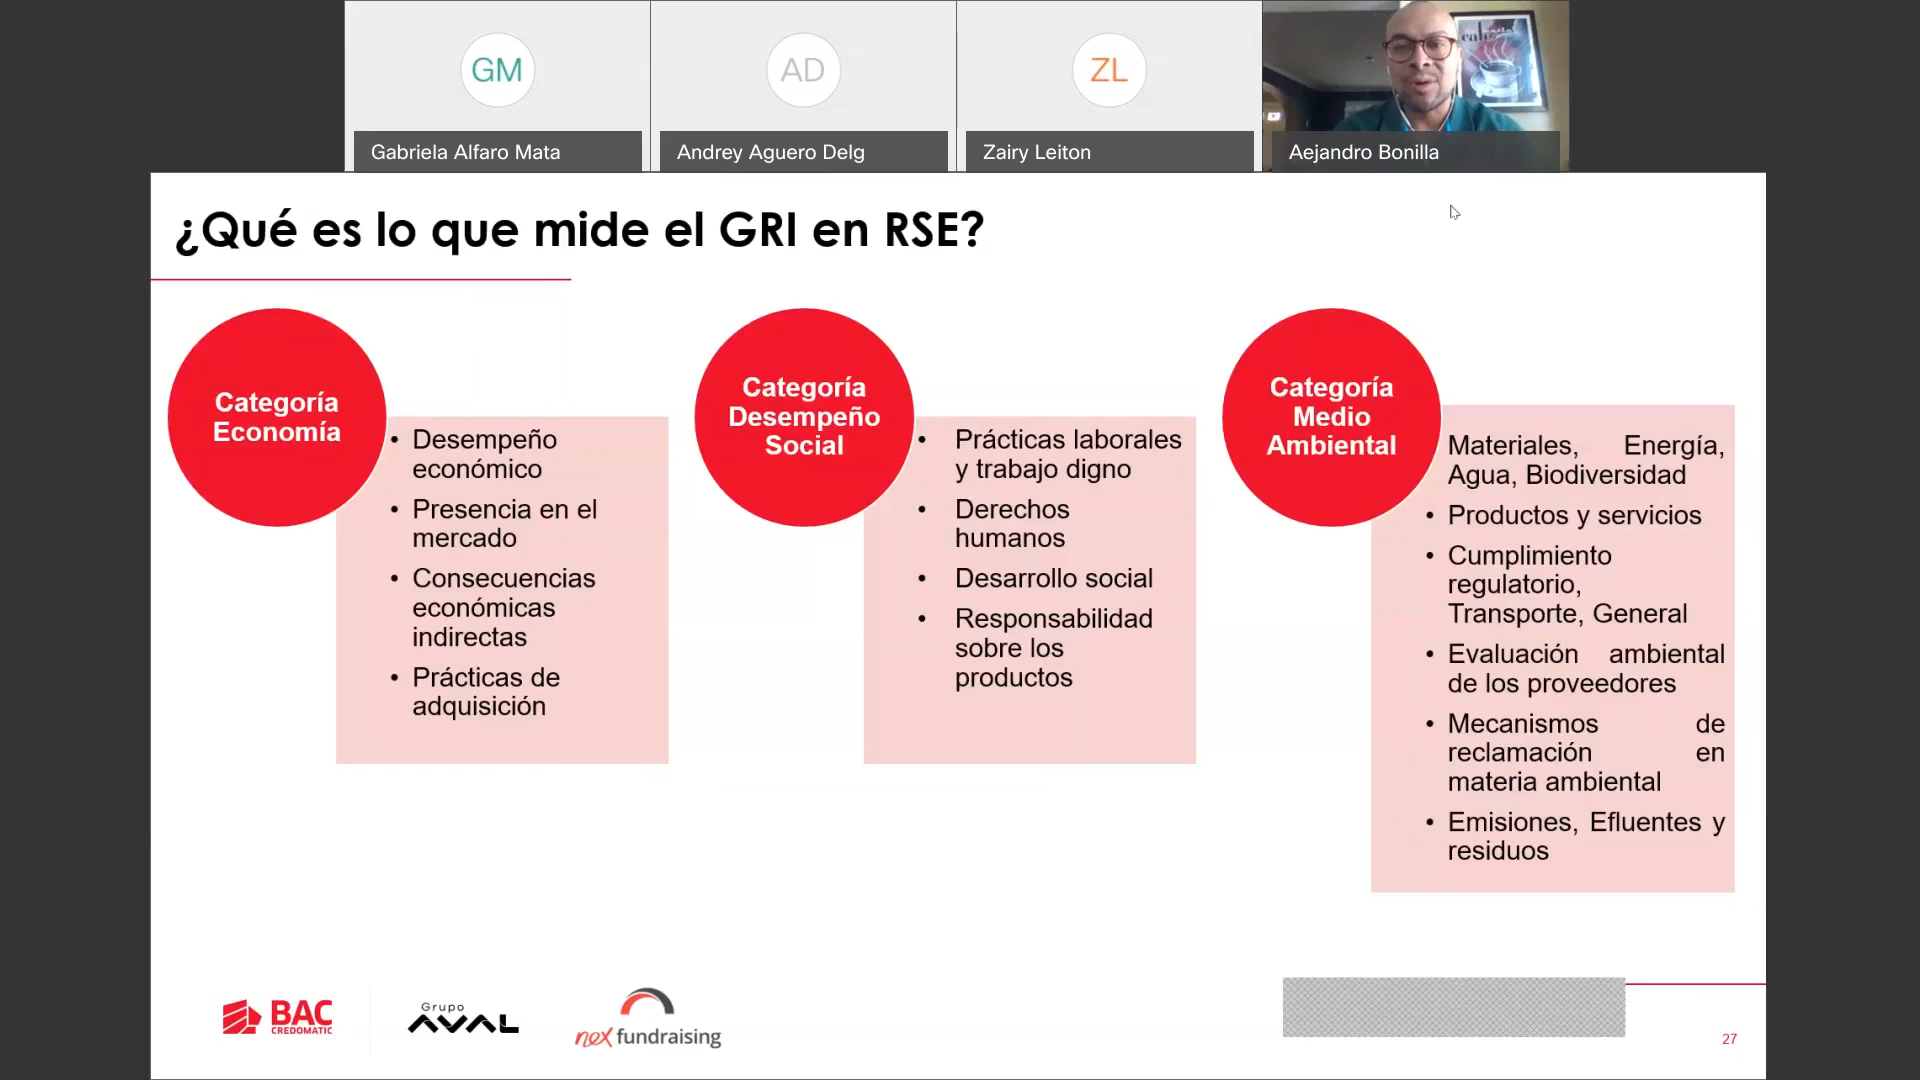 GM
AD
ZL
Gabriela Alfaro Mata
Andrey Aguero Delg
Zairy Leiton
Aejandro Bonilla
¿Qué es lo que mide el GRI en RSE?
Categoría
Economía
• Desempeño
económico
• Presencia en el
mercado
• Consecuencias
económicas
indirectas
• Prácticas de
adquisición
Categoría
Desempeño
Social
• Prácticas laborales
y trabajo digno
• Derechos
humanos
• Desarrollo social
• Responsabilidad
sobre los
productos
Categoría
Medio
Ambiental
Materiales, Energía,
Agua, Biodiversidad
• Productos y servicios
• Cumplimiento
regulatorio,
Transporte, General
• Evaluación ambiental
de los proveedores
• Mecanismos de
reclamación en
materia ambiental
• Emisiones, Efluentes y
residuos
BAC
CREDOMATIC
Grupo
AVAL
nex fundraising
27